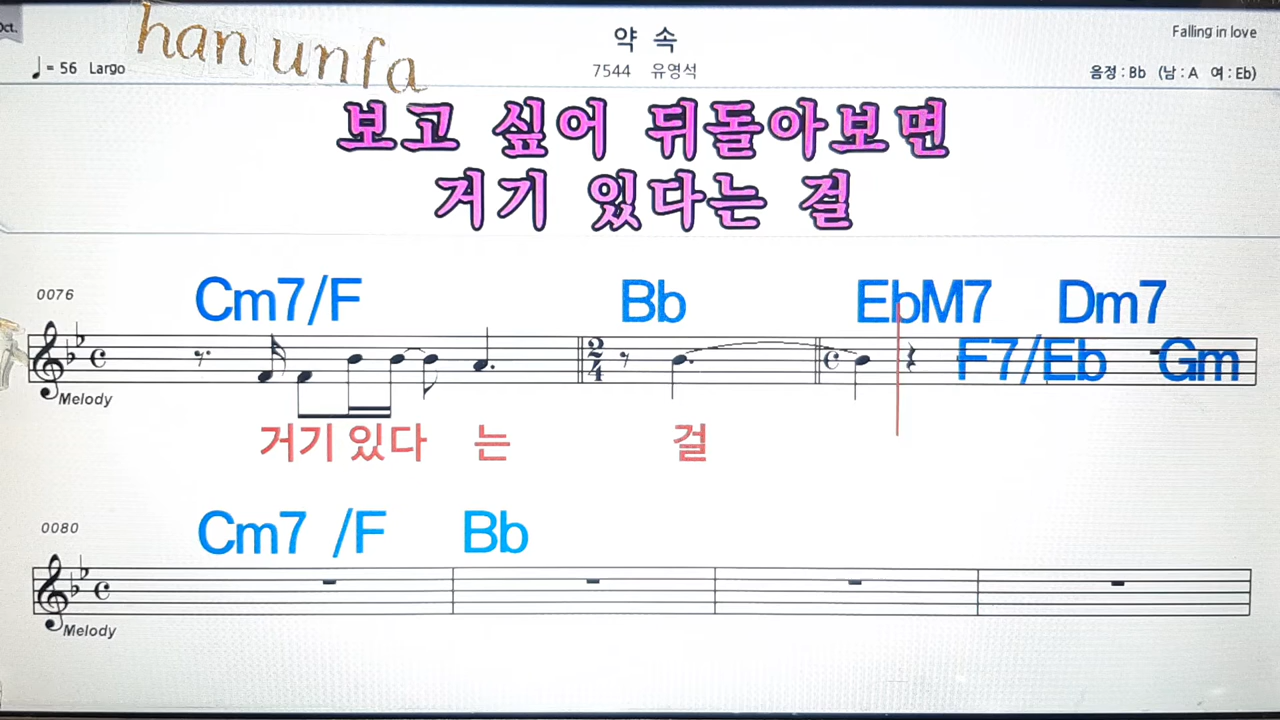 Oct.
han unfa
약 속
Falling in love
♩= 56 Largo
7544 유영석
음정 : Bb (남 : A 여 : Eb)
보고 싶어 뒤돌아보면
거기 있다는 걸
0076
Cm7/F Bb EbM7 Dm7
2/4
F7/Eb Gm
Melody
거기 있다 는 걸
0080
Cm7 /F Bb
Melody